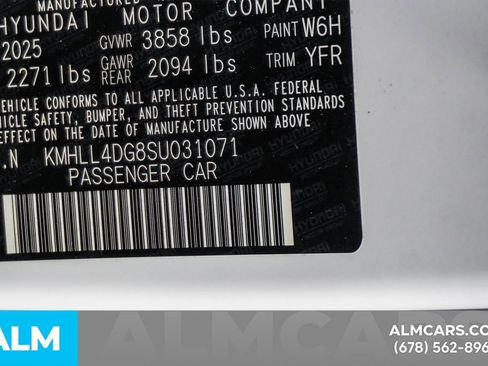 MANUFACTURED
HYUNDAI MOTOR COMPANY
2025 GVWR 3858 lbs PAINT W6H
2271 lbs GAWR REAR 2094 lbs TRIM YFR
VEHICLE CONFORMS TO ALL APPLICABLE U.S.A. FEDERAL
VEHICLE SAFETY, BUMPER, AND THEFT PREVENTION STANDARDS
IN EFFECT ON THE DATE OF MANUFACTURE SHOWN ABOVE.
.N KMHLL4DG8SU031071
PASSENGER CAR
ALM
ALMCARS
ALMCARS.CO
(678) 562-896